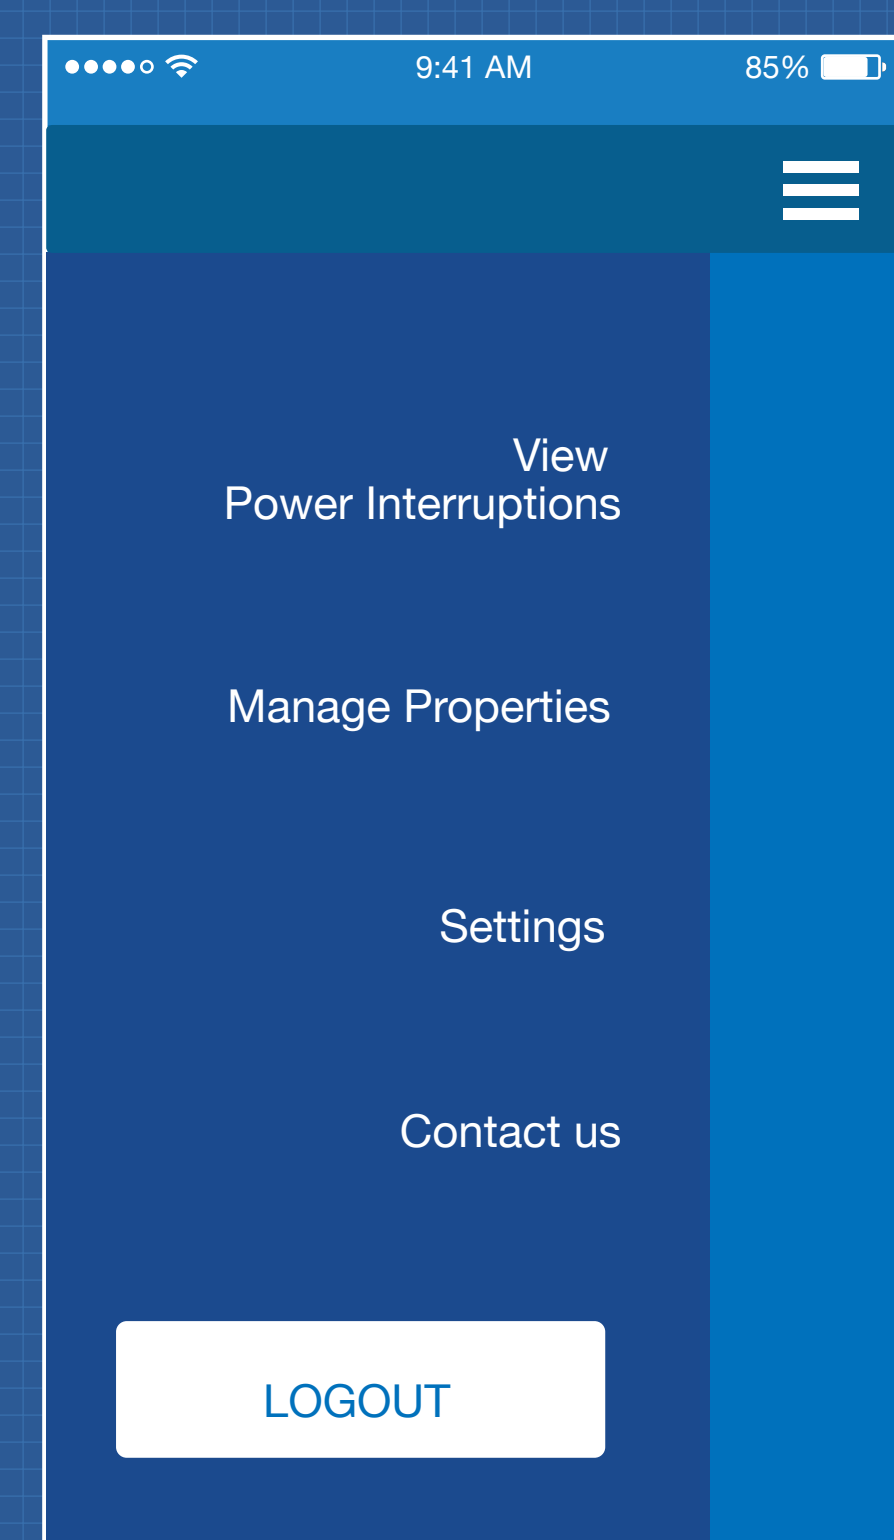 9:41 AM 85%
View
Power Interruptions
Manage Properties
Settings
Contact us
LOGOUT